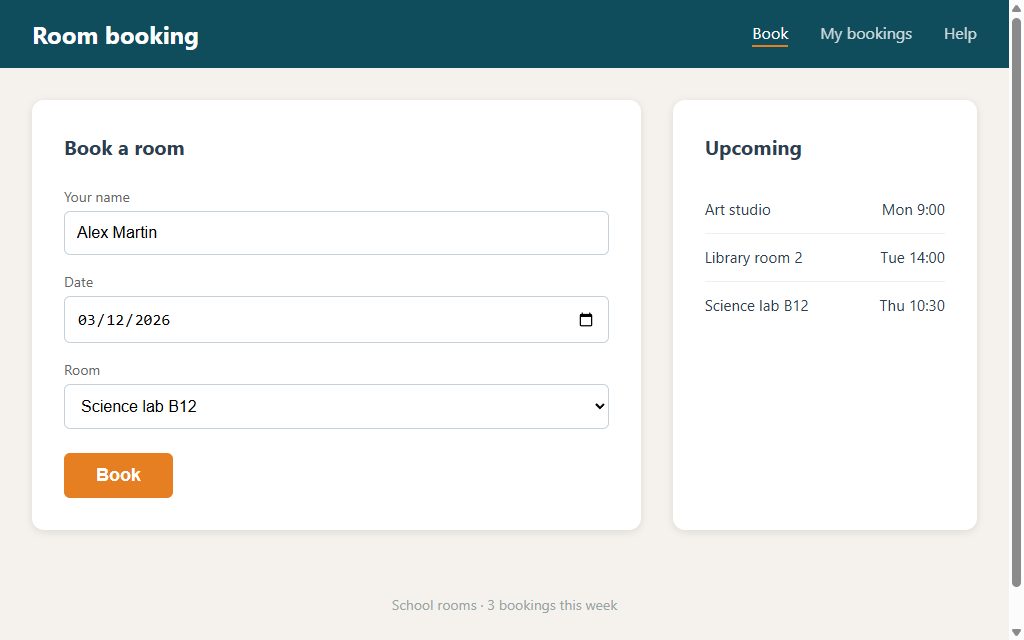 Room booking
Book My bookings Help
Book a room
Your name
Alex Martin
Date
03/12/2026
Room
Science lab B12
Book
Upcoming
Art studio Mon 9:00
Library room 2 Tue 14:00
Science lab B12 Thu 10:30
School rooms · 3 bookings this week